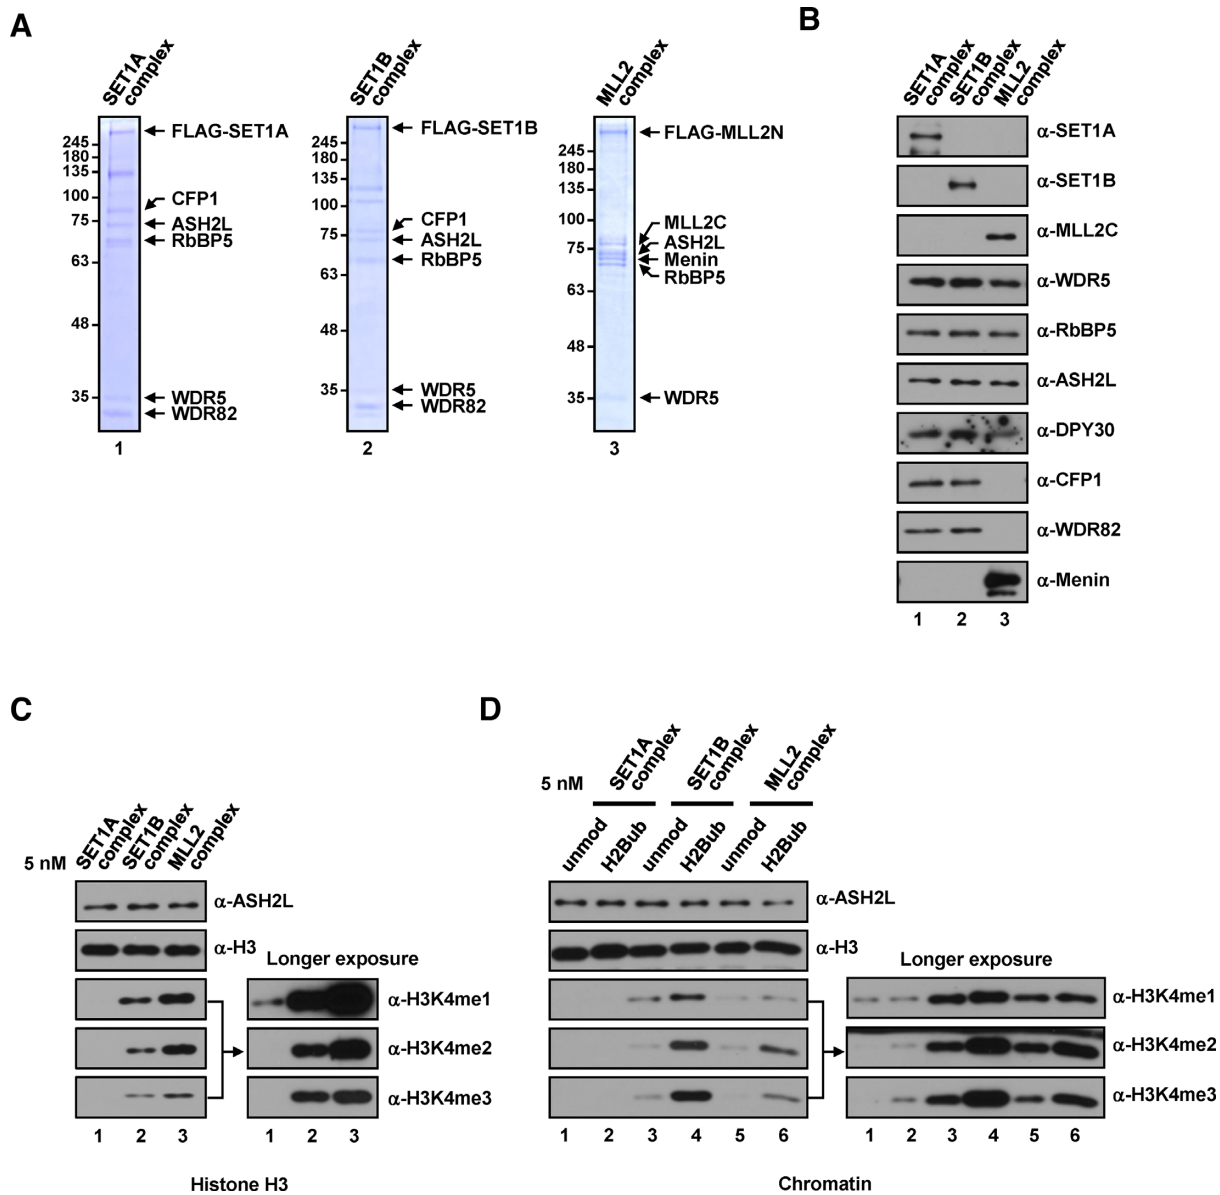 A
SET1A
complex
245
180
135
100
75
63
48
35
FLAG-SET1A
CFP1
ASH2L
RbBP5
WDR5
WDR82
1
SET1B
complex
245
180
135
100
75
63
48
35
FLAG-SET1B
CFP1
ASH2L
RbBP5
WDR5
WDR82
2
MLL2
complex
245
180
135
100
75
63
48
35
FLAG-MLL2N
MLL2C
ASH2L
Menin
RbBP5
WDR5
3
B
SET1A
complex
SET1B
complex
MLL2
complex
α-SET1A
α-SET1B
α-MLL2C
α-WDR5
α-RbBP5
α-ASH2L
α-DPY30
α-CFP1
α-WDR82
α-Menin
1 2 3
C
5 nM
SET1A
complex
SET1B
complex
MLL2
complex
α-ASH2L
α-H3
Longer exposure
α-H3K4me1
α-H3K4me2
α-H3K4me3
1 2 3 1 2 3
Histone H3
D
5 nM
SET1A
complex
SET1B
complex
MLL2
complex
unmod H2Bub unmod H2Bub unmod H2Bub
α-ASH2L
α-H3
Longer exposure
α-H3K4me1
α-H3K4me2
α-H3K4me3
1 2 3 4 5 6 1 2 3 4 5 6
Chromatin